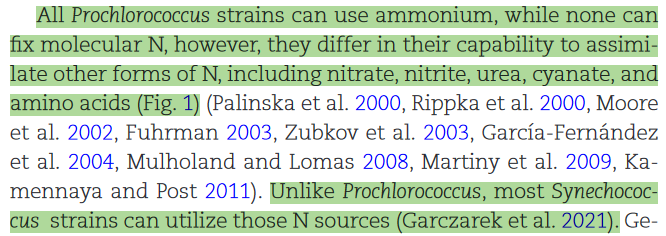 All Prochlorococcus strains can use ammonium, while none can
fix molecular N, however, they differ in their capability to assimi-
late other forms of N, including nitrate, nitrite, urea, cyanate, and
amino acids (Fig. 1) (Palinska et al. 2000, Rippka et al. 2000, Moore
et al. 2002, Fuhrman 2003, Zubkov et al. 2003, García-Fernández
et al. 2004, Mulholand and Lomas 2008, Martiny et al. 2009, Ka-
mennaya and Post 2011). Unlike Prochlorococcus, most Synechococ-
cus strains can utilize those N sources (Garczarek et al. 2021). Ge-